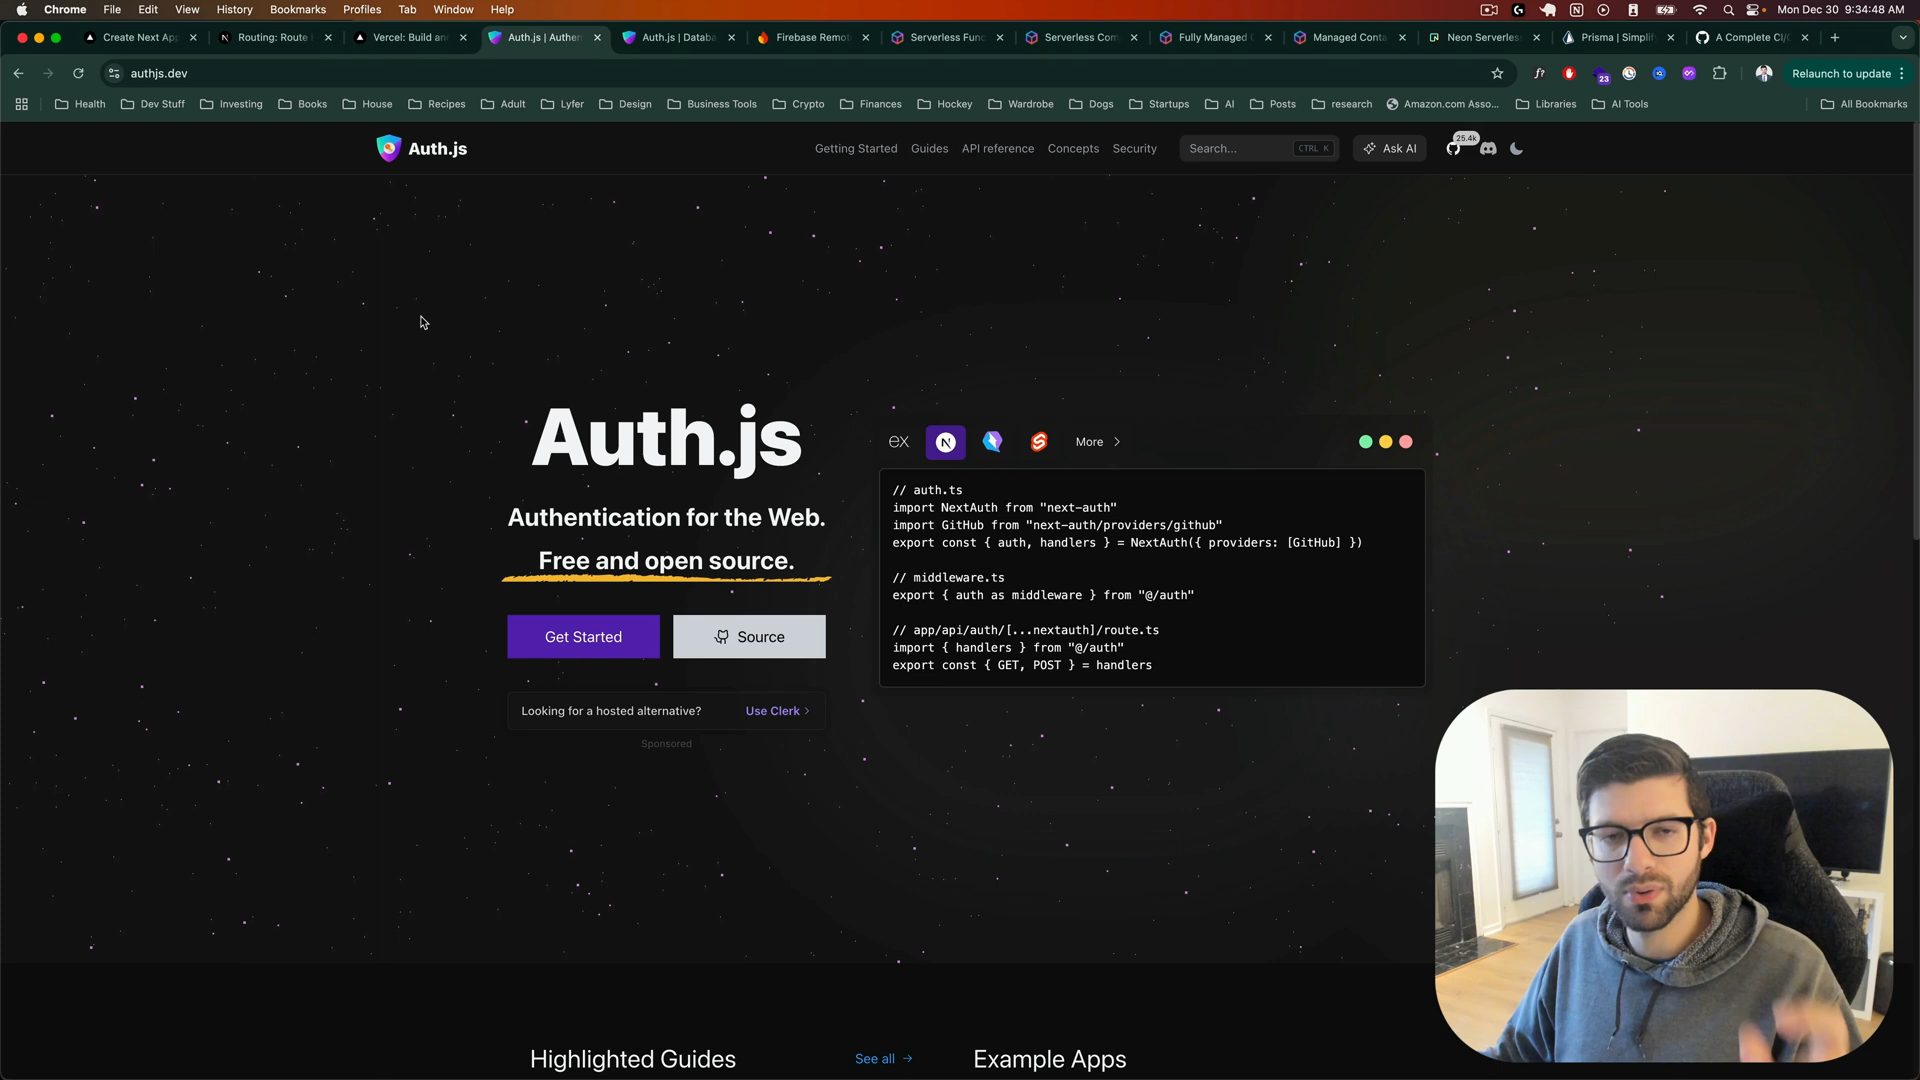 Chrome File Edit View History Bookmarks Profiles Tab Window Help
Mon Dec 30 9:34:48 AM
Create Next App
Routing: Route
Vercel: Build an
Auth.js | Authen
Auth.js | Databa
Firebase Remot
Serverless Fun
Serverless Com
Fully Managed
Managed Conta
Neon Serverles
Prisma | Simplif
A Complete CI/
authjs.dev
23
Relaunch to update
Health Dev Stuff Investing Books House Recipes Adult Lyfer Design Business Tools Crypto Finances Hockey Wardrobe Dogs Startups AI Posts research Amazon.com Asso... Libraries AI Tools All Bookmarks
Auth.js
Getting Started Guides API reference Concepts Security
Search... CTRL K
Ask AI
25.4k
Auth.js
Authentication for the Web.
Free and open source.
Get Started
Source
Looking for a hosted alternative? Use Clerk
Sponsored
ex
More
// auth.ts
import NextAuth from "next-auth"
import GitHub from "next-auth/providers/github"
export const { auth, handlers } = NextAuth({ providers: [GitHub] })
// middleware.ts
export { auth as middleware } from "@/auth"
// app/api/auth/[...nextauth]/route.ts
import { handlers } from "@/auth"
export const { GET, POST } = handlers
Highlighted Guides
See all →
Example Apps